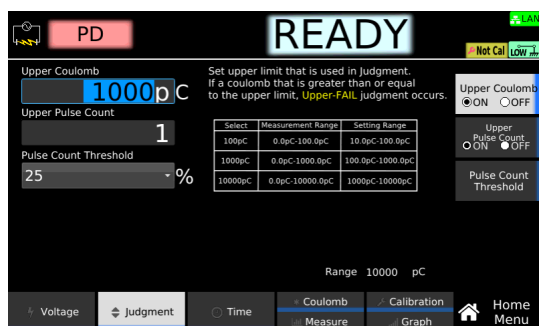 PD
READY
LAN
Not Cal
LOW
Upper Coulomb
1000p C
Upper Pulse Count
1
Pulse Count Threshold
25 %
Set upper limit that is used in Judgment.
If a coulomb that is greater than or equal
to the upper limit, Upper-FAIL judgment occurs.
Select Measurement Range Setting Range
100pC 0.0pC-100.0pC 10.0pC-100.0pC
1000pC 0.0pC-1000.0pC 100.0pC-1000.0pC
10000pC 0.0pC-10000.0pC 1000pC-10000pC
Range 10000 pC
Upper Coulomb
ON OFF
Upper
Pulse Count
ON OFF
Pulse Count
Threshold
Voltage
Judgment
Time
Coulomb
Measure
Calibration
Graph
Home
Menu